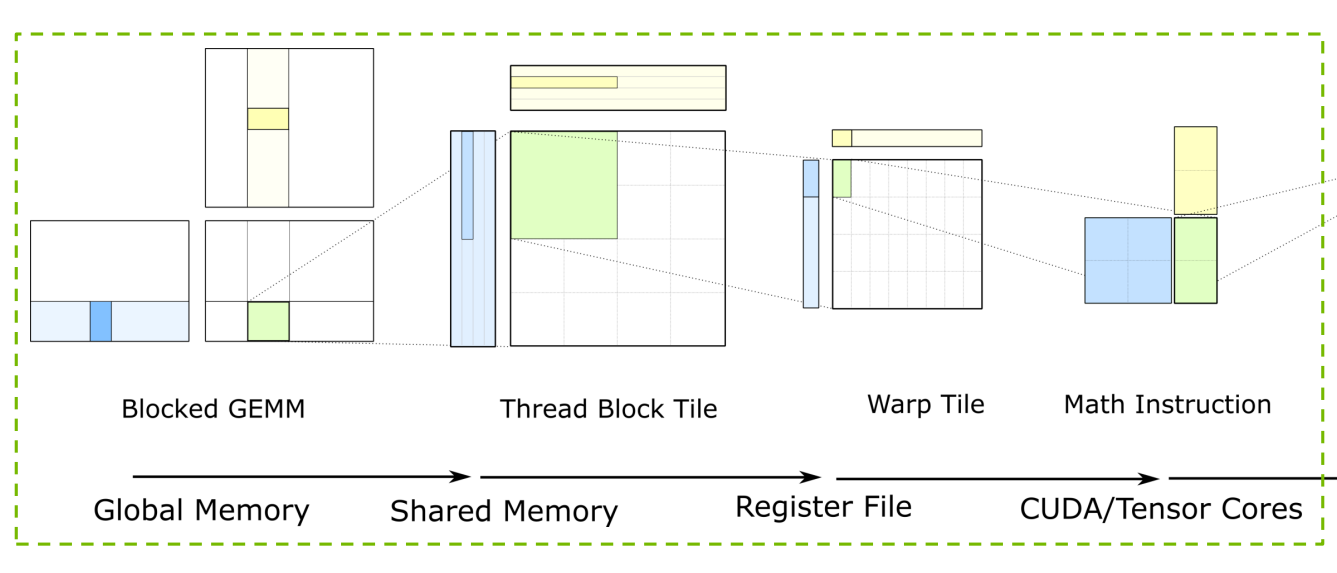 Blocked GEMM
Thread Block Tile
Warp Tile
Math Instruction
Global Memory
Shared Memory
Register File
CUDA/Tensor Cores